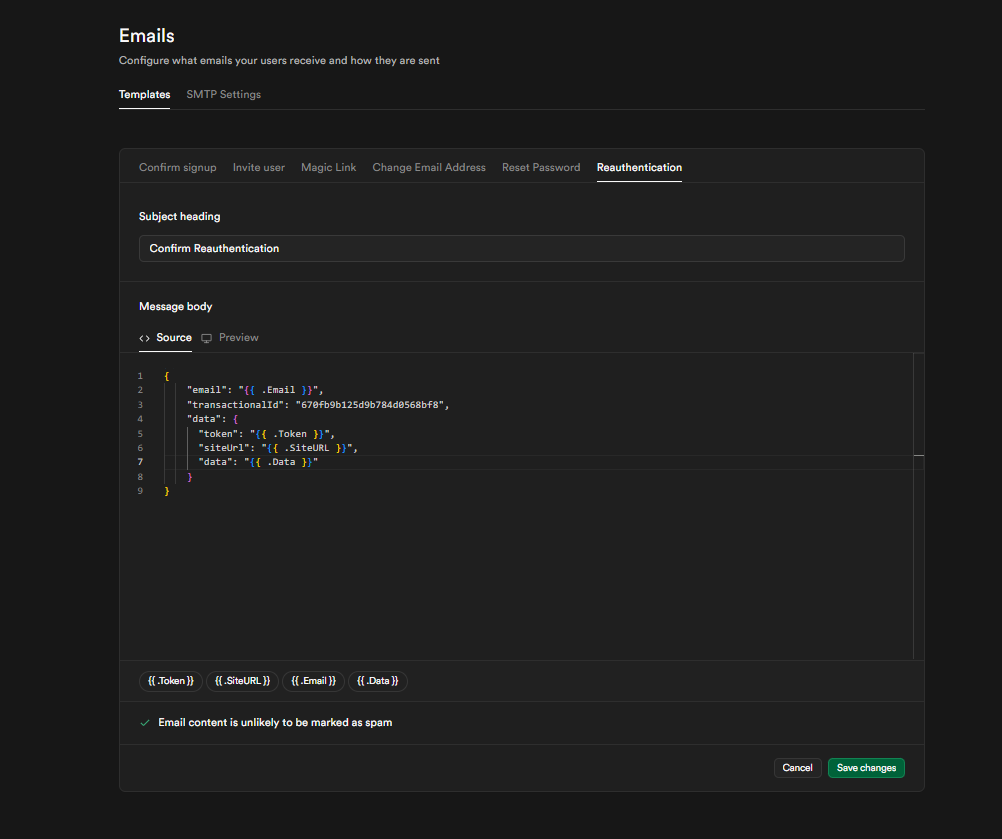 Emails
Configure what emails your users receive and how they are sent
Templates SMTP Settings
Confirm signup Invite user Magic Link Change Email Address Reset Password Reauthentication
Subject heading
Confirm Reauthentication
Message body
<> Source Preview
1 {
2 "email": "{{ .Email }}",
3 "transactionalId": "670fb9b125d9b784d0568bf8",
4 "data": {
5 "token": "{{ .Token }}",
6 "siteUrl": "{{ .SiteURL }}",
7 "data": "{{ .Data }}"
8 }
9 }
{{ .Token }} {{ .SiteURL }} {{ .Email }} {{ .Data }}
Email content is unlikely to be marked as spam
Cancel Save changes